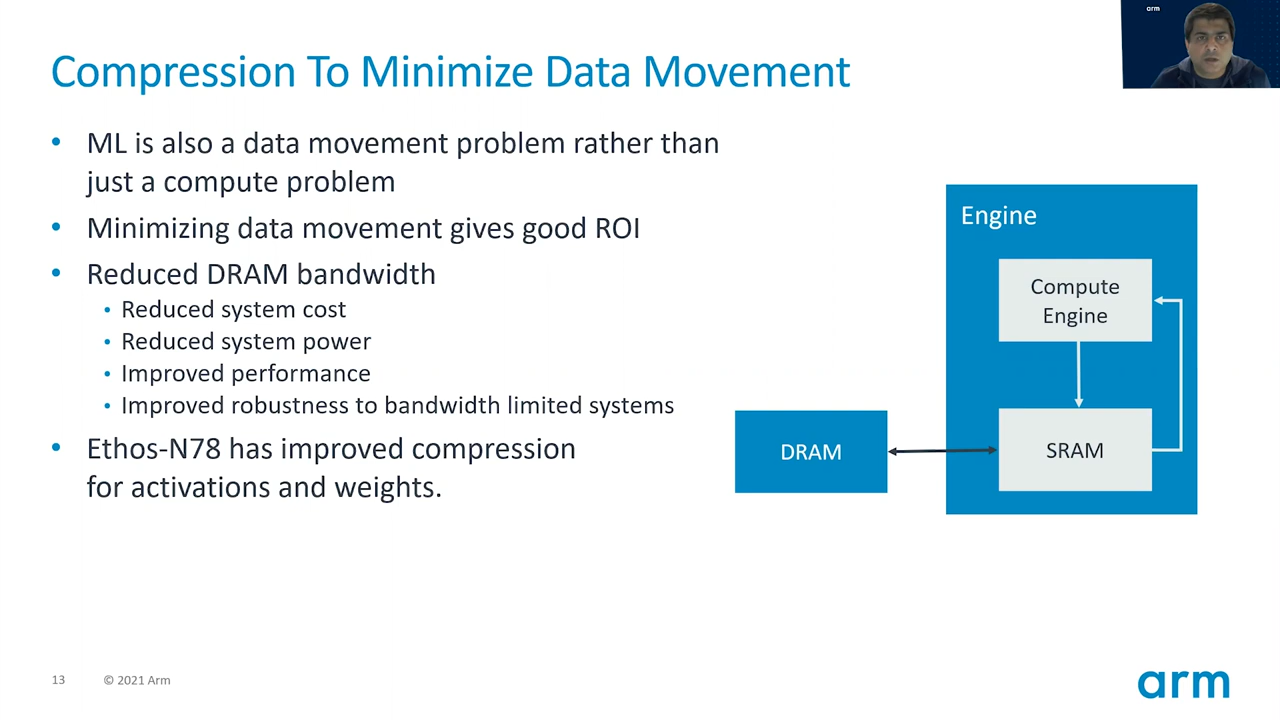 arm
Compression To Minimize Data Movement
• ML is also a data movement problem rather than
just a compute problem
• Minimizing data movement gives good ROI
• Reduced DRAM bandwidth
• Reduced system cost
• Reduced system power
• Improved performance
• Improved robustness to bandwidth limited systems
• Ethos-N78 has improved compression
for activations and weights.
Engine
Compute
Engine
DRAM
SRAM
13 © 2021 Arm
arm